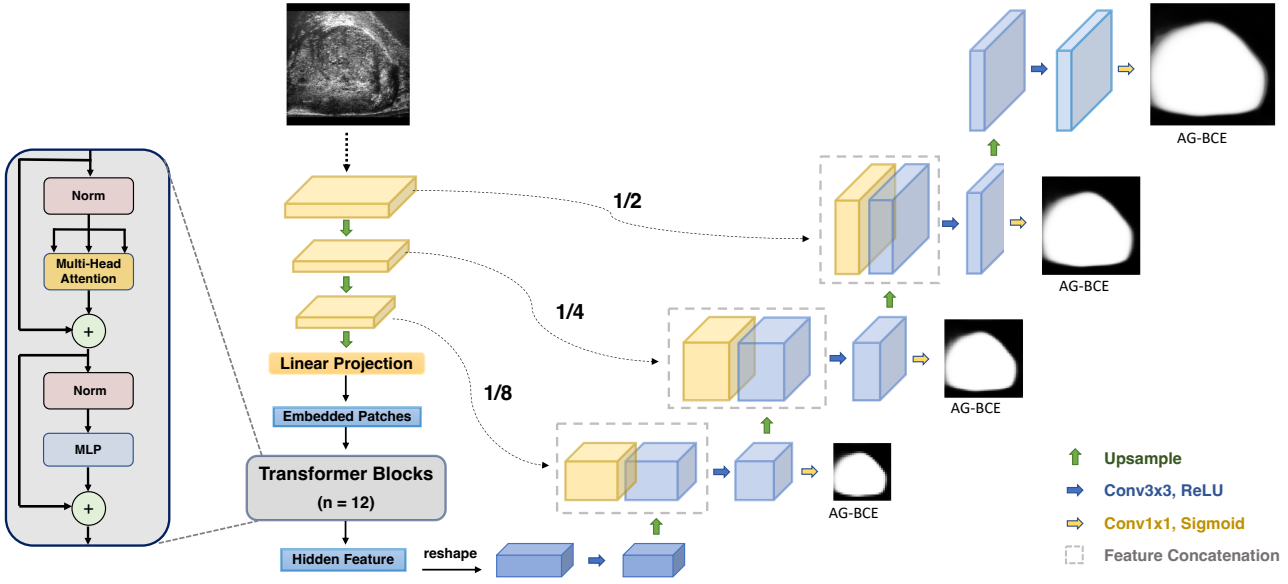 AG-BCE
1/2
Norm
Multi-Head
Attention
+
Norm
MLP
+
AG-BCE
1/4
Linear Projection
1/8
Embedded Patches
AG-BCE
Transformer Blocks
(n = 12)
AG-BCE
Hidden Feature
reshape
Upsample
Conv3x3, ReLU
Conv1x1, Sigmoid
Feature Concatenation